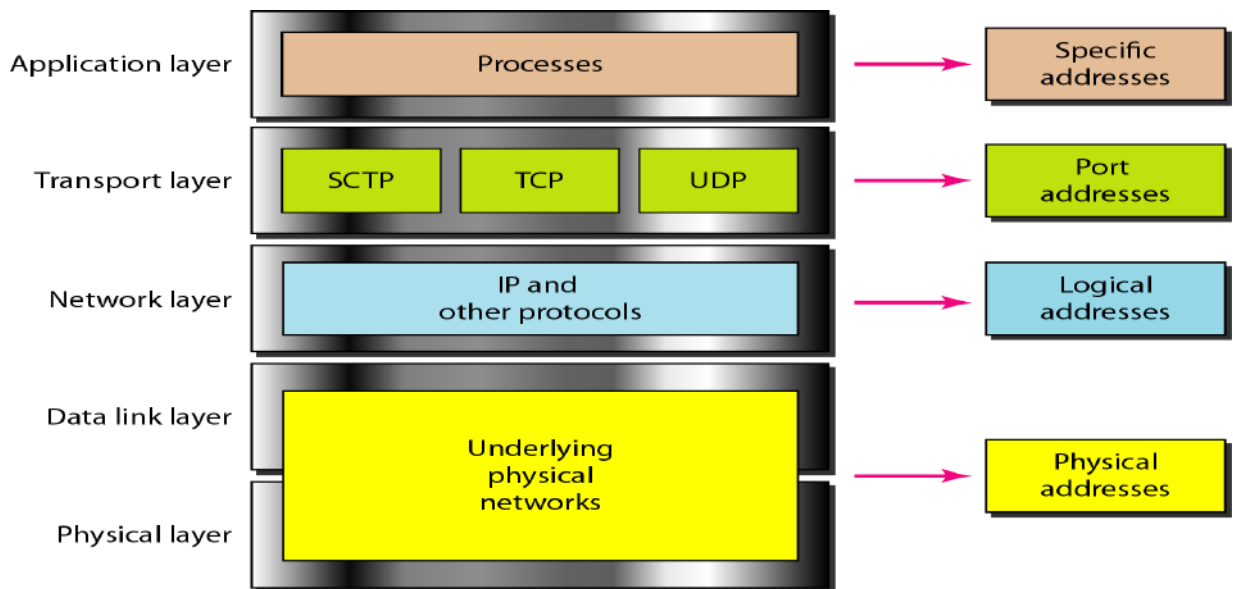 Application layer
Processes
Specific
addresses
Transport layer
SCTP
TCP
UDP
Port
addresses
Network layer
IP and
other protocols
Logical
addresses
Data link layer
Underlying
physical
networks
Physical
addresses
Physical layer